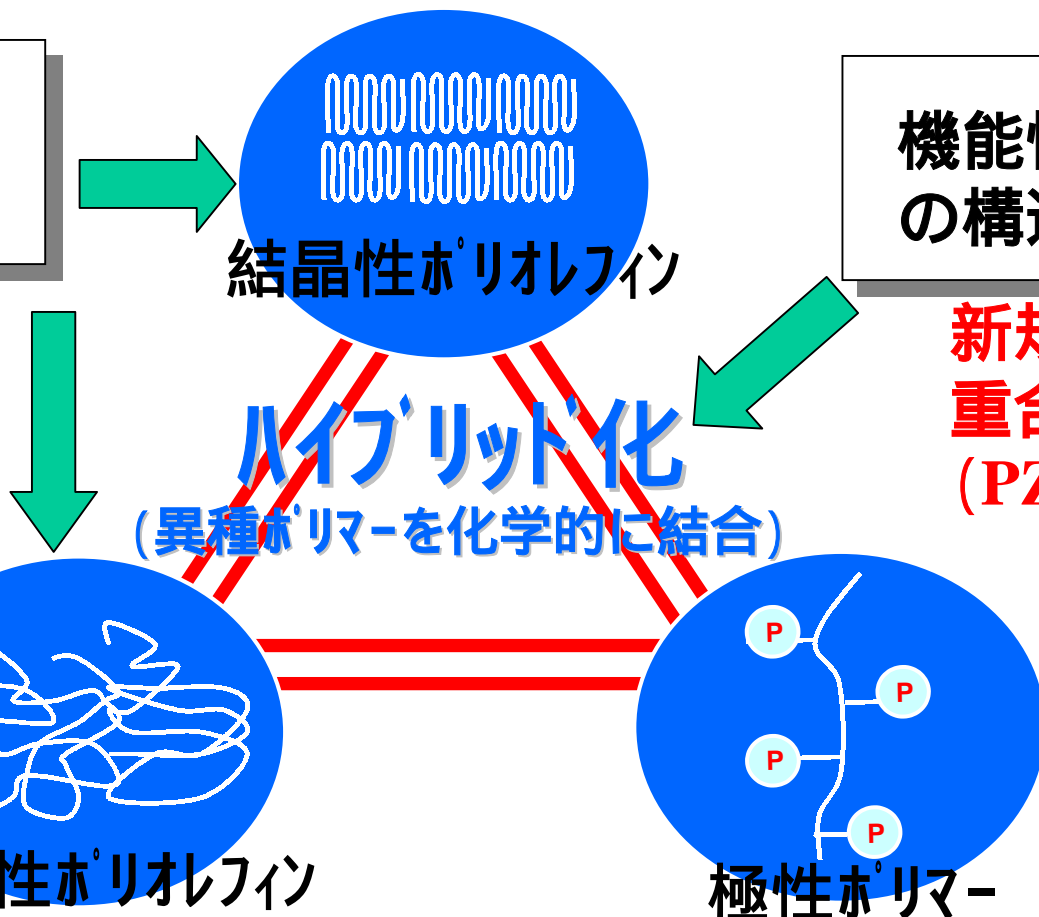 機能性
の構造
結晶性ﾎﾟﾘｵﾚﾌｨﾝ
新規
重合
(PZ
ﾊｲﾌﾞﾘｯﾄﾞ化
(異種ﾎﾟﾘﾏｰを化学的に結合)
P
P
P
P
性ﾎﾟﾘｵﾚﾌｨﾝ
極性ﾎﾟﾘﾏｰ